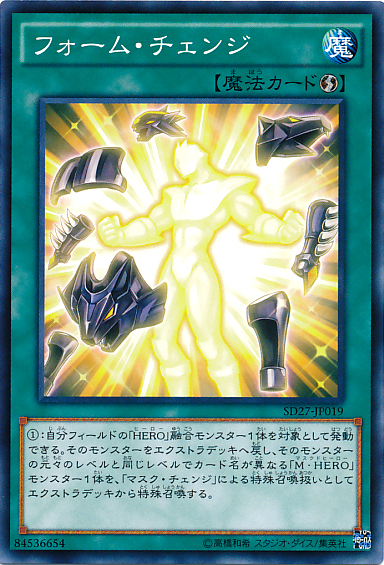 フォーム・チェンジ
魔
【魔法カード】
SD27-JP019
①:自分フィールドの「HERO」融合モンスター1体を対象として発動
できる。そのモンスターをエクストラデッキへ戻し、そのモンスター
の元々のレベルと同じレベルでカード名が異なる「M・HERO」
モンスター1体を、「マスク・チェンジ」による特殊召喚扱いとして
エクストラデッキから特殊召喚する。
84536654
©高橋和希 スタジオ・ダイス/集英社